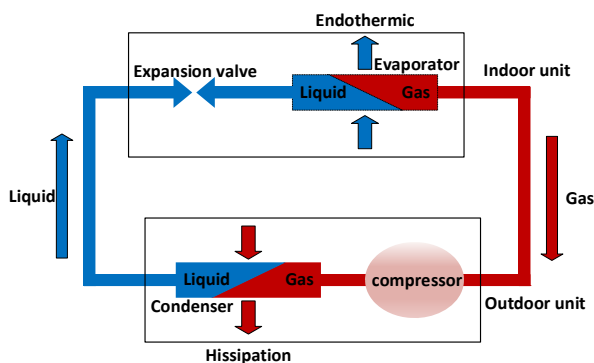 Endothermic
Evaporator
Expansion valve
Indoor unit
Liquid
Gas
Liquid
Gas
Liquid
Gas
compressor
Condenser
Outdoor unit
Hissipation